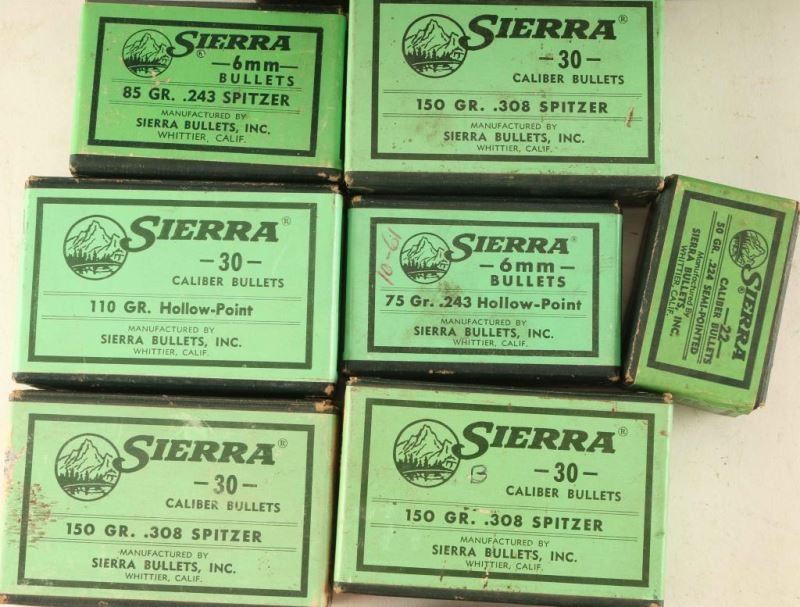 SIERRA®
—6mm—
BULLETS
85 GR. .243 SPITZER
MANUFACTURED BY
SIERRA BULLETS, INC.
WHITTIER, CALIF.
SIERRA®
—30—
CALIBER BULLETS
150 GR. .308 SPITZER
MANUFACTURED BY
SIERRA BULLETS, INC.
WHITTIER, CALIF.
SIERRA®
—30—
CALIBER BULLETS
110 GR. Hollow-Point
MANUFACTURED BY
SIERRA BULLETS, INC.
WHITTIER, CALIF.
10-61
SIERRA®
—6mm—
BULLETS
75 Gr. .243 Hollow-Point
MANUFACTURED BY
SIERRA BULLETS, INC.
WHITTIER, CALIF.
SIERRA®
—22—
CALIBER BULLETS
50 GR. .224 SEMI-POINTED
Manufactured by
SIERRA BULLETS, INC.
WHITTIER, CALIF.
SIERRA®
—30—
CALIBER BULLETS
150 GR. .308 SPITZER
MANUFACTURED BY
SIERRA BULLETS, INC.
WHITTIER, CALIF.
SIERRA®
B
—30—
CALIBER BULLETS
150 GR. .308 SPITZER
MANUFACTURED BY
SIERRA BULLETS, INC.
WHITTIER, CALIF.